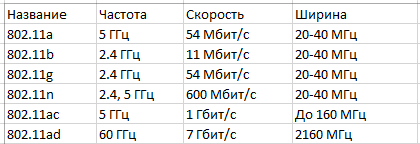 Название Частота Скорость Ширина
802.11a 5 ГГц 54 Мбит/с 20-40 МГц
802.11b 2.4 ГГц 11 Мбит/с 20-40 МГц
802.11g 2.4 ГГц 54 Мбит/с 20-40 МГц
802.11n 2.4, 5 ГГц 600 Мбит/с 20-40 МГц
802.11ac 5 ГГц 1 Гбит/с До 160 МГц
802.11ad 60 ГГц 7 Гбит/с 2160 МГц